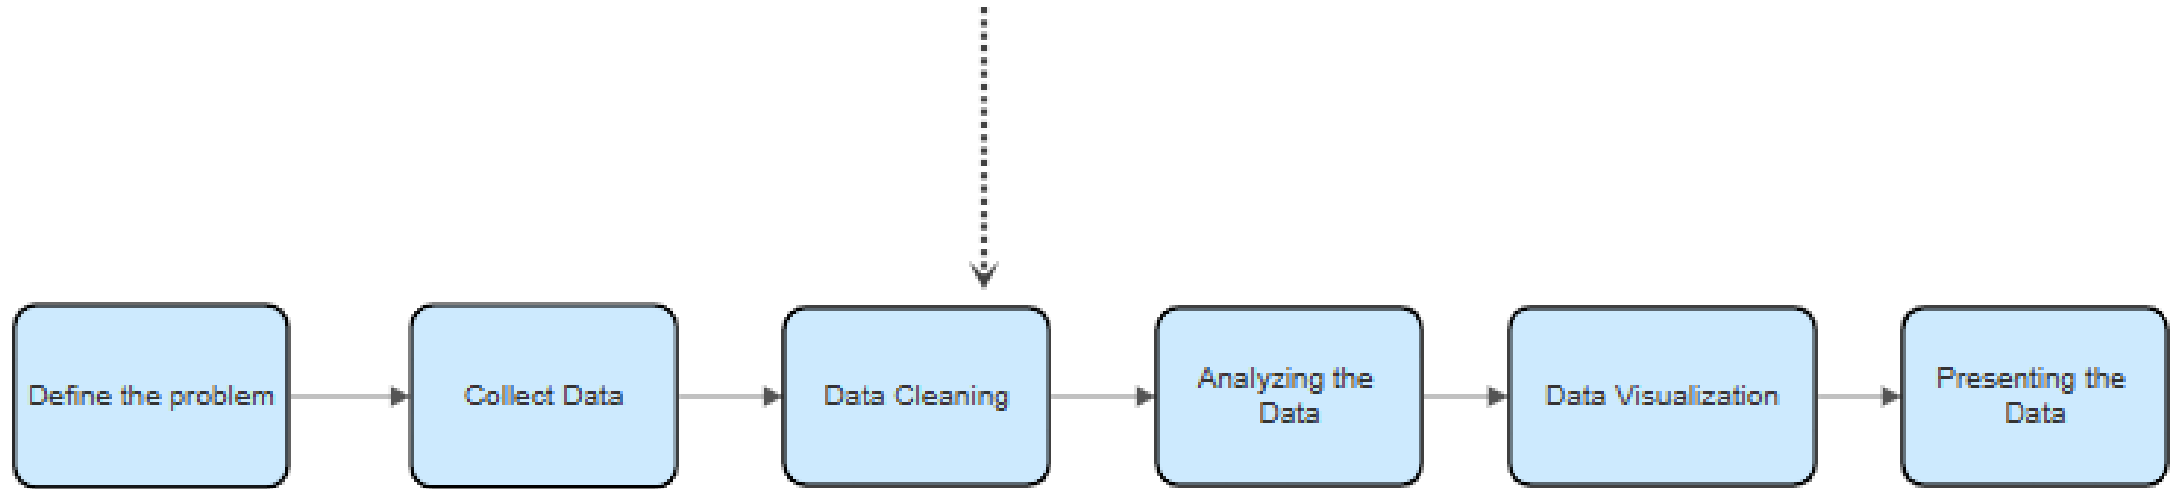 Define the problem
Collect Data
Data Cleaning
Analyzing the
Data
Data Visualization
Presenting the
Data